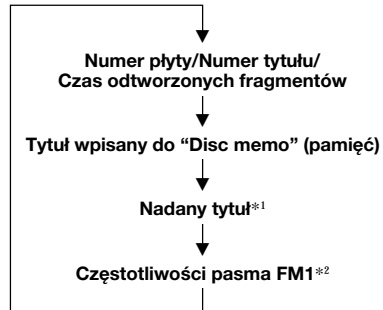 Numer płyty/Numer tytułu/
Czas odtworzonych fragmentów
Tytuł wpisany do “Disc memo” (pamięć)
Nadany tytuł*1
Częstotliwości pasma FM1*2